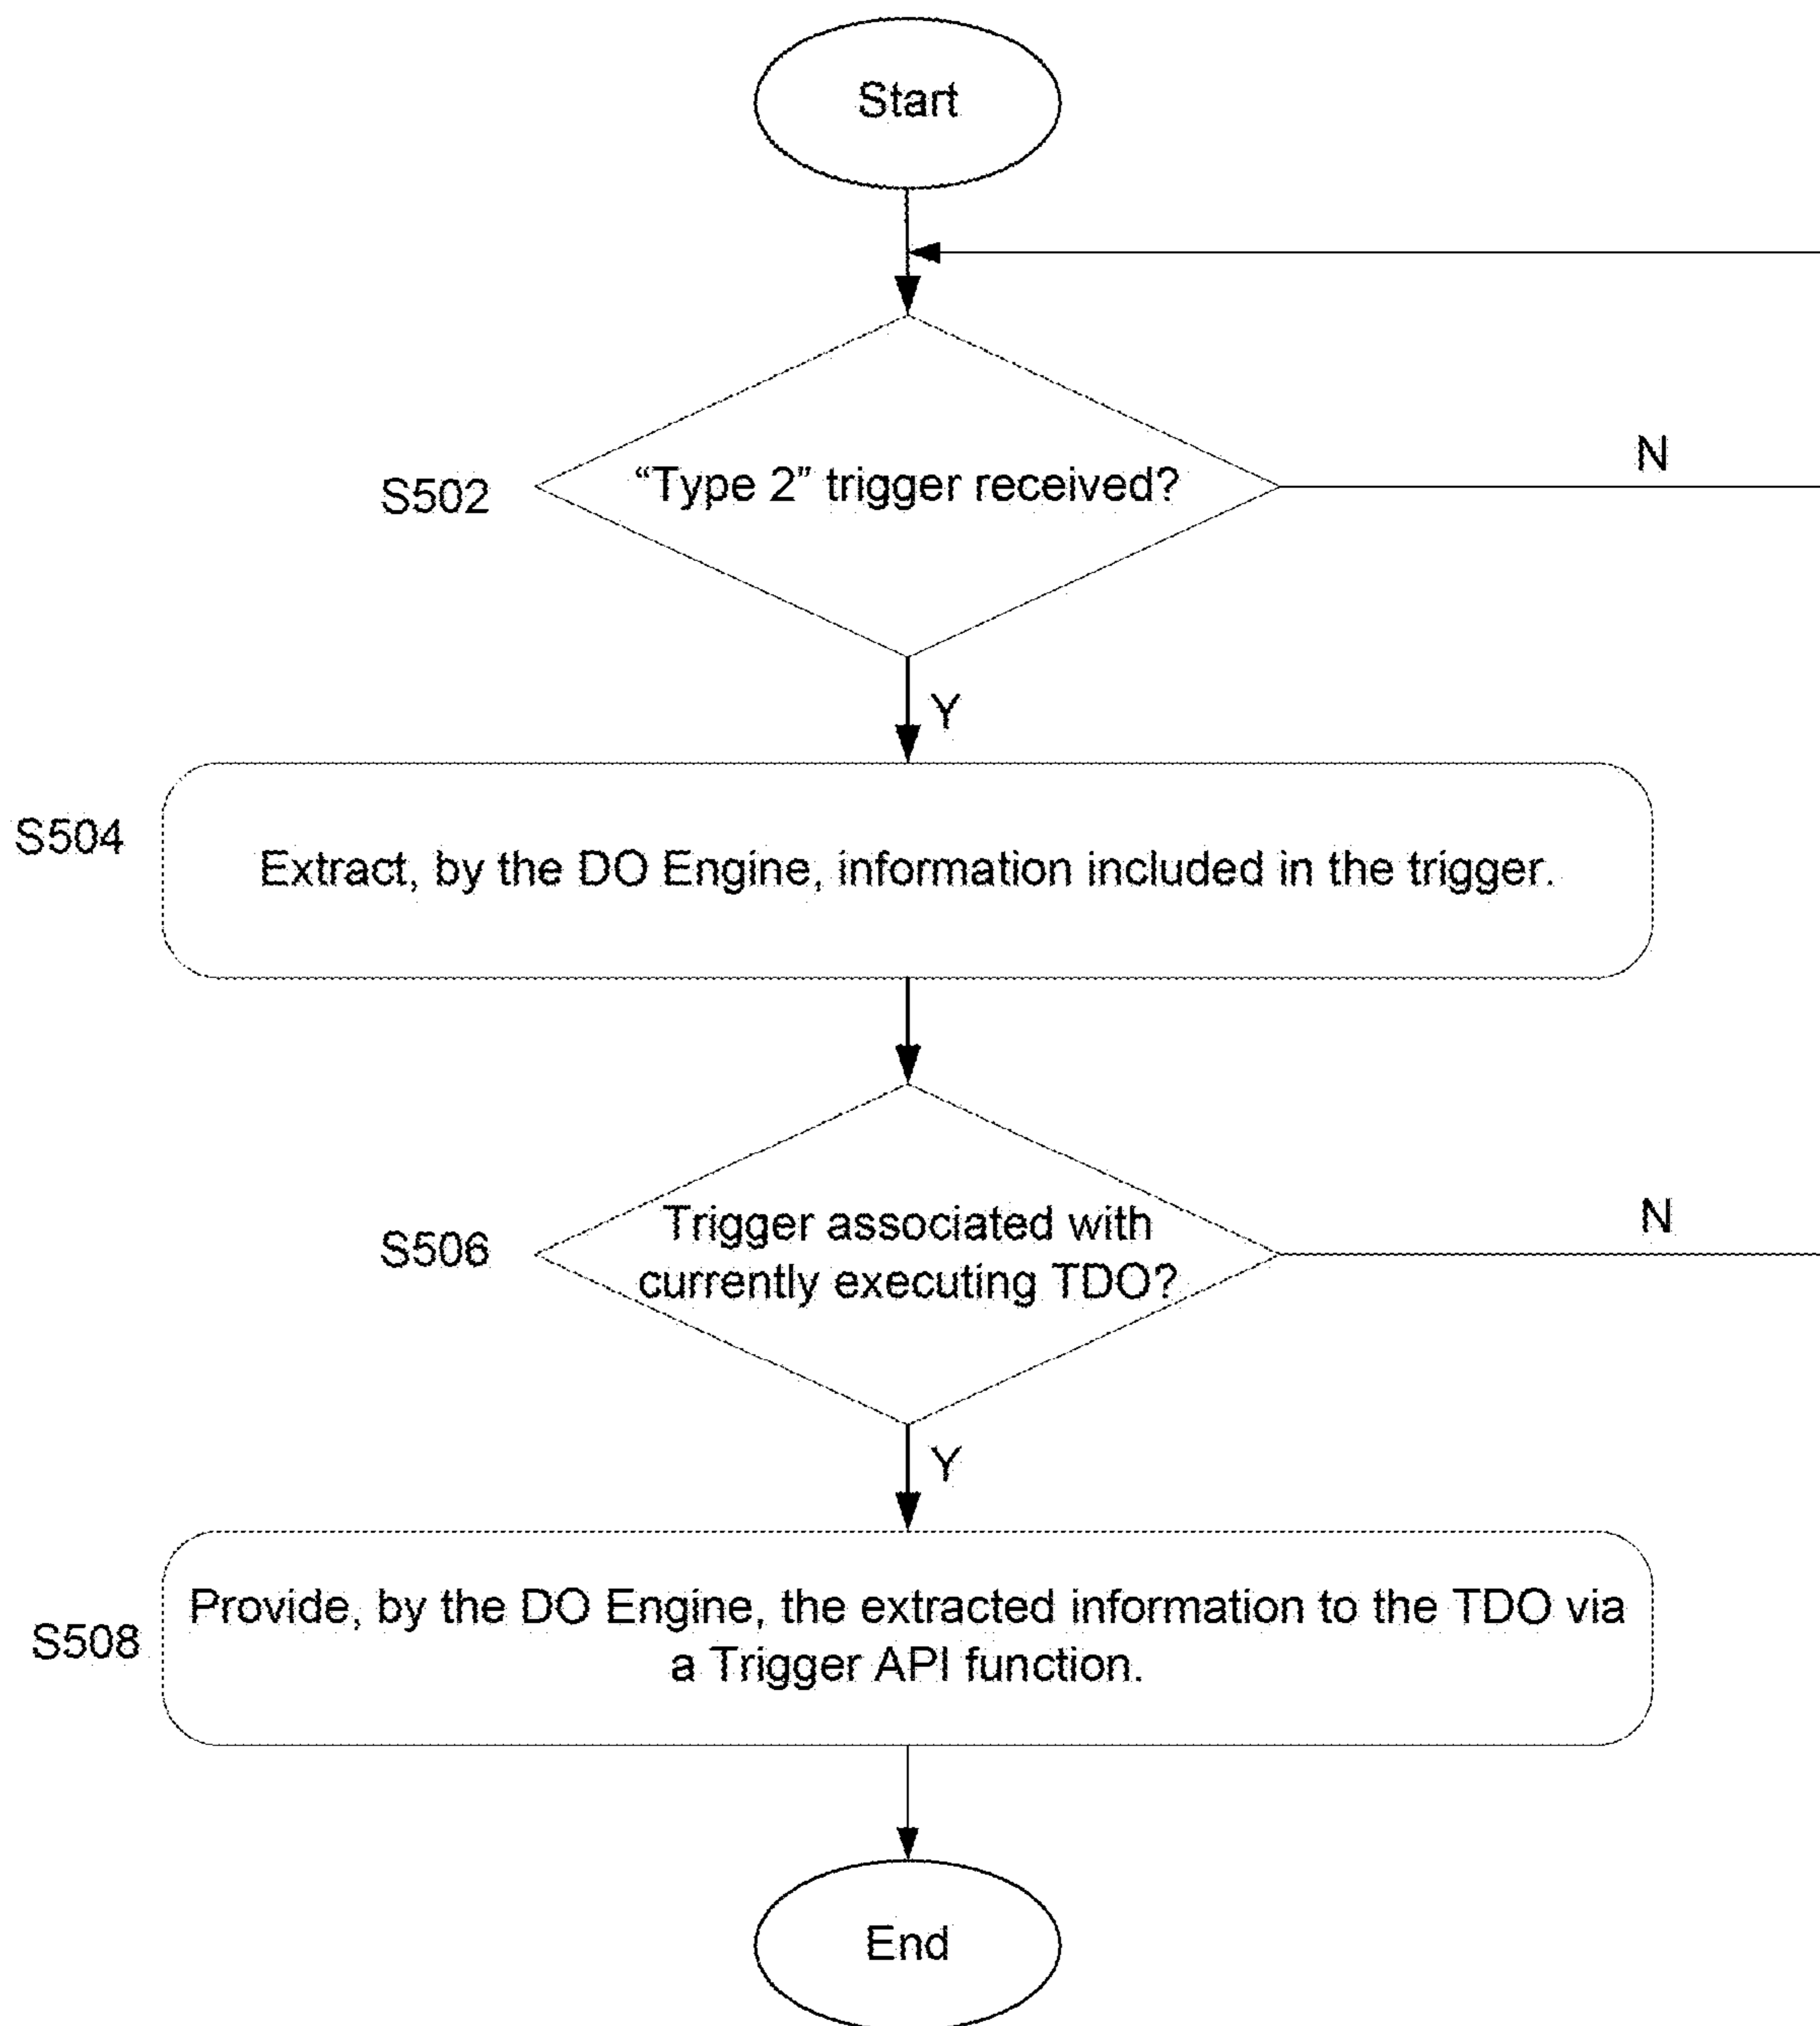 Start
S502
“Type 2” trigger received?
N
Y
S504
Extract, by the DO Engine, information included in the trigger.
S506
Trigger associated with
currently executing TDO?
N
Y
S508
Provide, by the DO Engine, the extracted information to the TDO via
a Trigger API function.
End